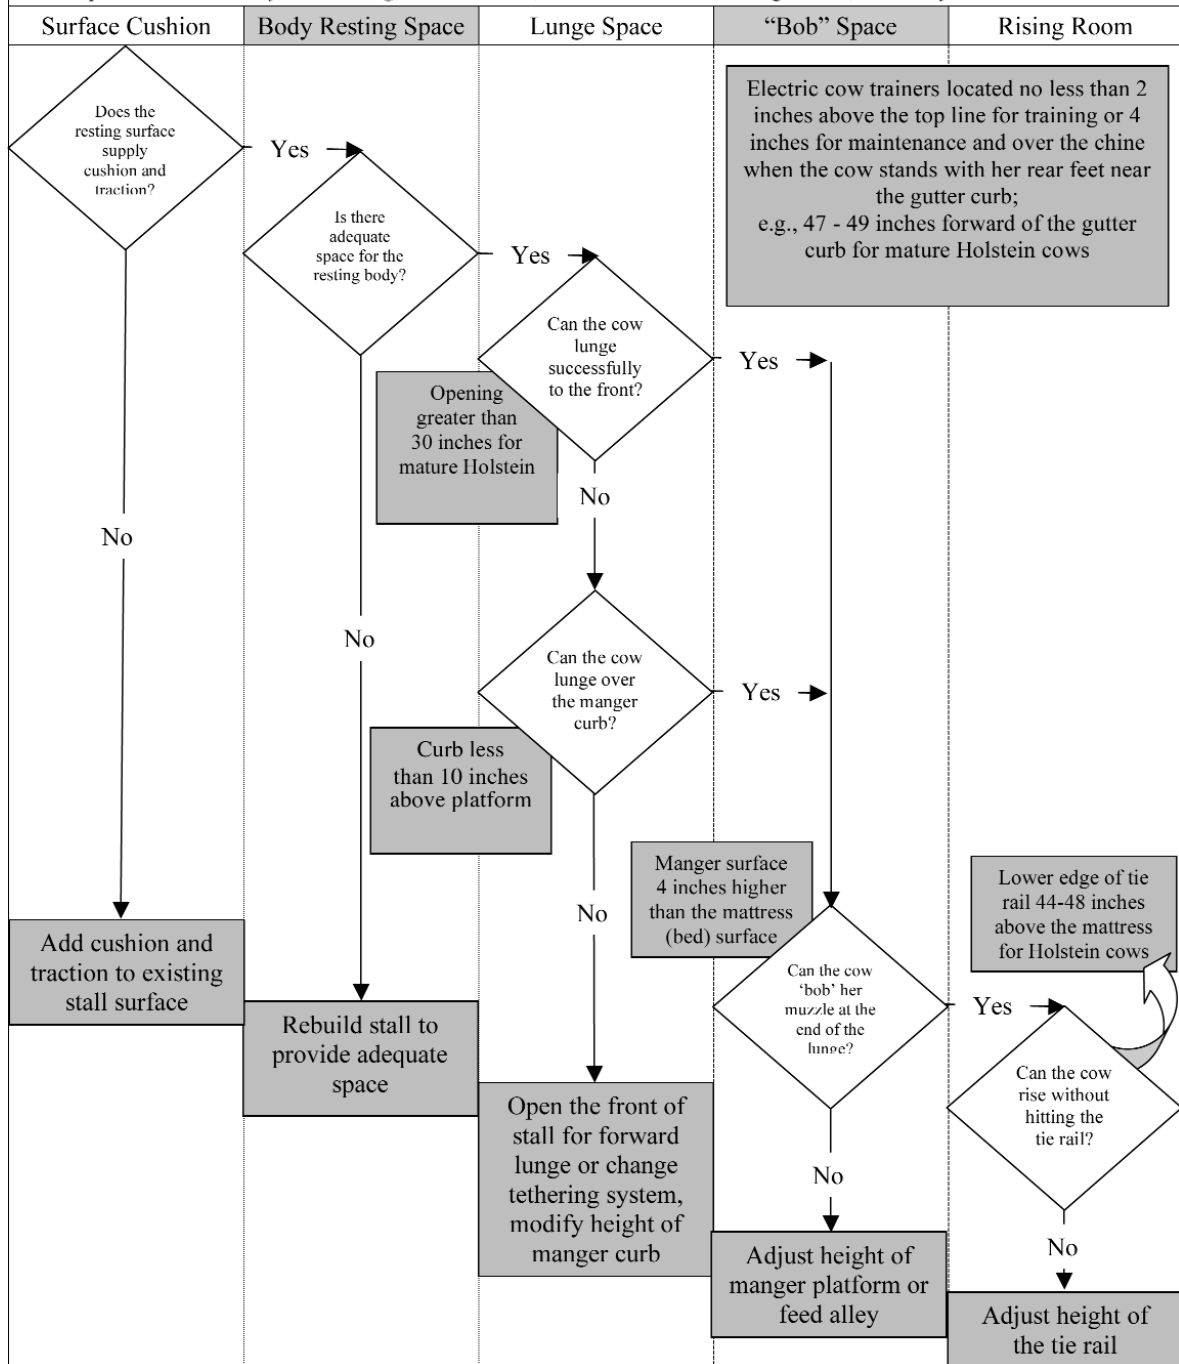 Surface Cushion
Body Resting Space
Lunge Space
“Bob” Space
Rising Room
Does the
resting surface
supply
cushion and
traction?
Yes
Is there
adequate
space for the
resting body?
Yes
Electric cow trainers located no less than 2
inches above the top line for training or 4
inches for maintenance and over the chine
when the cow stands with her rear feet near
the gutter curb;
e.g., 47 - 49 inches forward of the gutter
curb for mature Holstein cows
Can the cow
lunge
successfully
to the front?
Yes
Opening
greater than
30 inches for
mature Holstein
No
No
No
Can the cow
lunge over
the manger
curb?
Yes
Curb less
than 10 inches
above platform
No
Manger surface
4 inches higher
than the mattress
(bed) surface
Lower edge of tie
rail 44-48 inches
above the mattress
for Holstein cows
Can the cow
‘bob’ her
muzzle at the
end of the
lunge?
Yes
Can the cow
rise without
hitting the
tie rail?
Add cushion and
traction to existing
stall surface
Rebuild stall to
provide adequate
space
Open the front of
stall for forward
lunge or change
tethering system,
modify height of
manger curb
No
Adjust height of
manger platform or
feed alley
No
Adjust height of
the tie rail